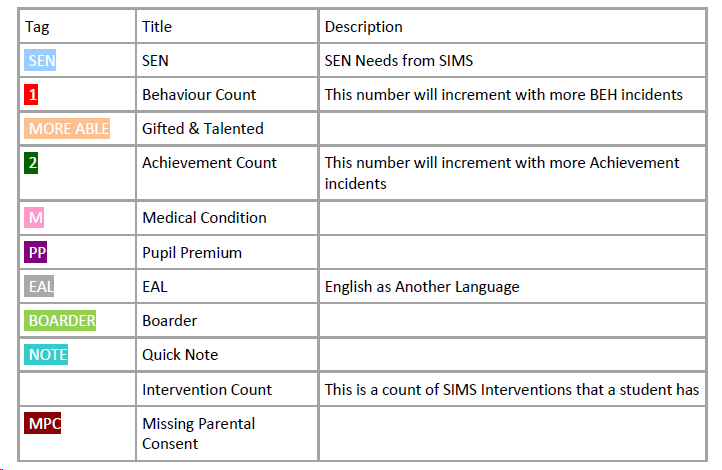 Tag Title Description
SEN SEN SEN Needs from SIMS
1 Behaviour Count This number will increment with more BEH incidents
MORE ABLE Gifted & Talented
2 Achievement Count This number will increment with more Achievement
incidents
M Medical Condition
PP Pupil Premium
EAL EAL English as Another Language
BOARDER Boarder
NOTE Quick Note
Intervention Count This is a count of SIMS Interventions that a student has
MPC Missing Parental
Consent